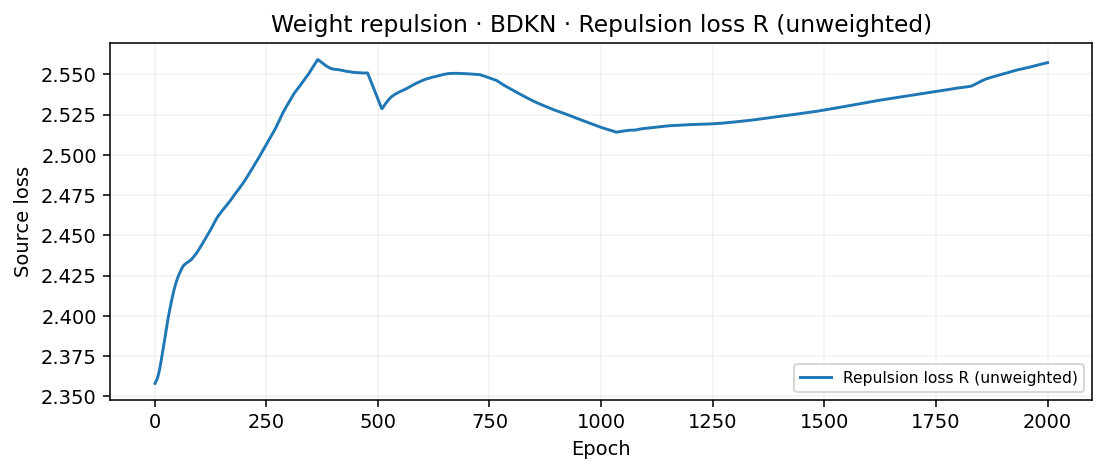 Weight repulsion · BDKN · Repulsion loss R (unweighted)
Source loss
2.550
2.525
2.500
2.475
2.450
2.425
2.400
2.375
2.350
Repulsion loss R (unweighted)
0 250 500 750 1000 1250 1500 1750 2000
Epoch